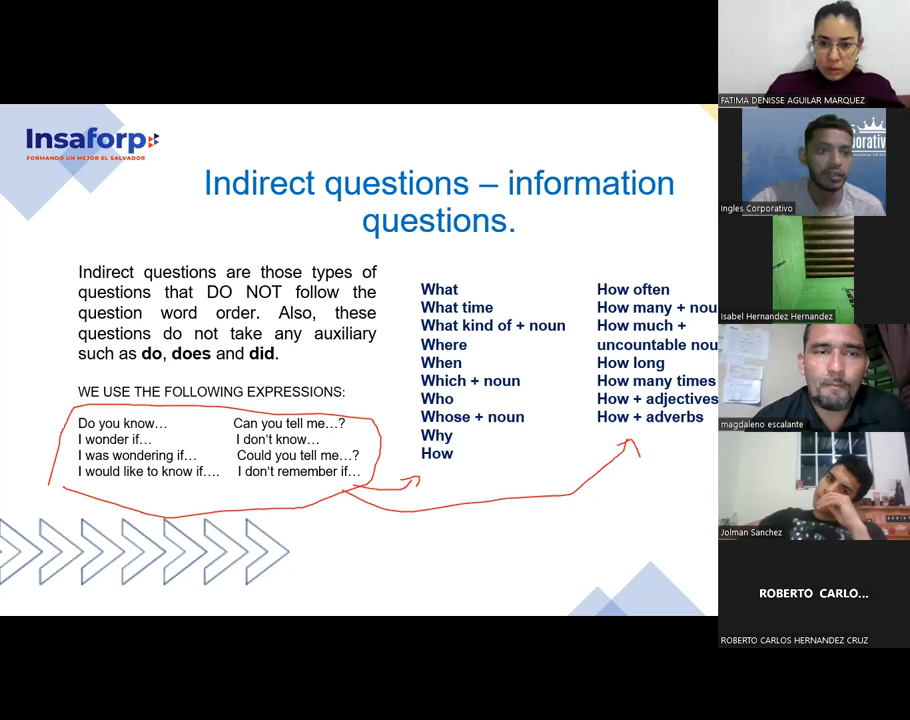 Insaforp
FORMANDO UN MEJOR EL SALVADOR
Indirect questions – information
questions.
Indirect questions are those types of
questions that DO NOT follow the
question word order. Also, these
questions do not take any auxiliary
such as do, does and did.
WE USE THE FOLLOWING EXPRESSIONS:
Do you know… Can you tell me…?
I wonder if… I don't know…
I was wondering if… Could you tell me…?
I would like to know if…. I don't remember if…
What
What time
What kind of + noun
Where
When
Which + noun
Who
Whose + noun
Why
How
How often
How many + nou
How much +
uncountable nou
How long
How many times
How + adjectives
How + adverbs
FATIMA DENISSE AGUILAR MARQUEZ
Ingles Corporativo
Isabel Hernandez Hernandez
magdaleno escalante
Jolman Sanchez
ROBERTO CARLO...
ROBERTO CARLOS HERNANDEZ CRUZ